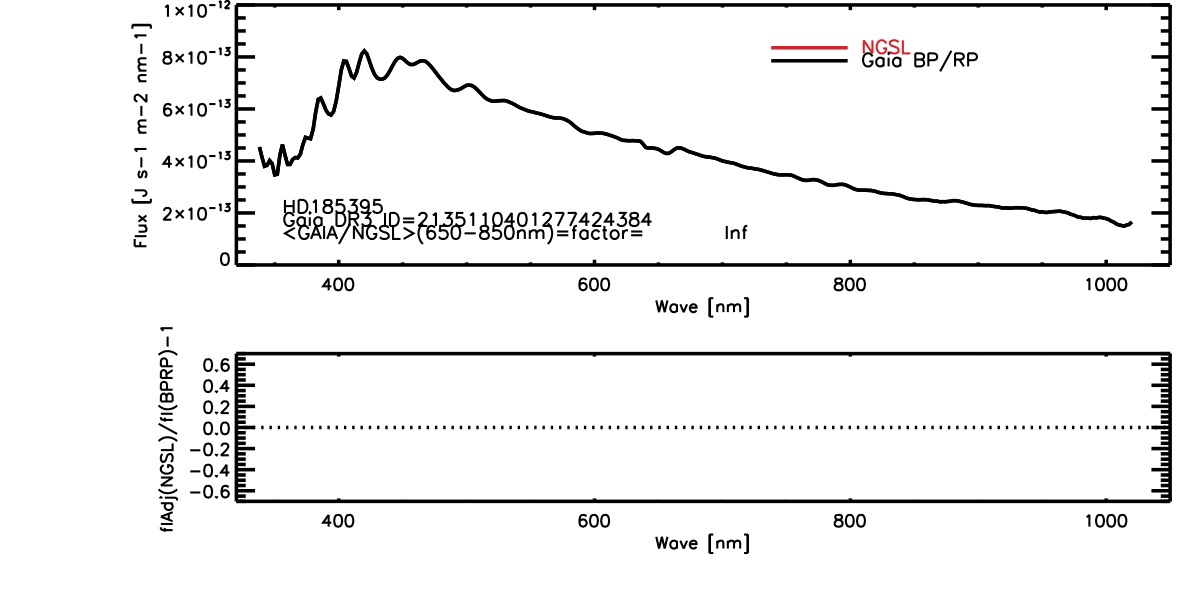 1×10−12
8×10−13
6×10−13
4×10−13
2×10−13
0
Flux [J s−1 m−2 nm−1]
NGSL
Gaia BP/RP
HD185395
Gaia DR3 ID=2135110401277424384
<GAIA/NGSL>(650−850nm)=factor= Inf
400 600 800 1000
Wave [nm]
flAdj(NGSL)/fl(BPRP)−1
0.6
0.4
0.2
0.0
−0.2
−0.4
−0.6
400 600 800 1000
Wave [nm]